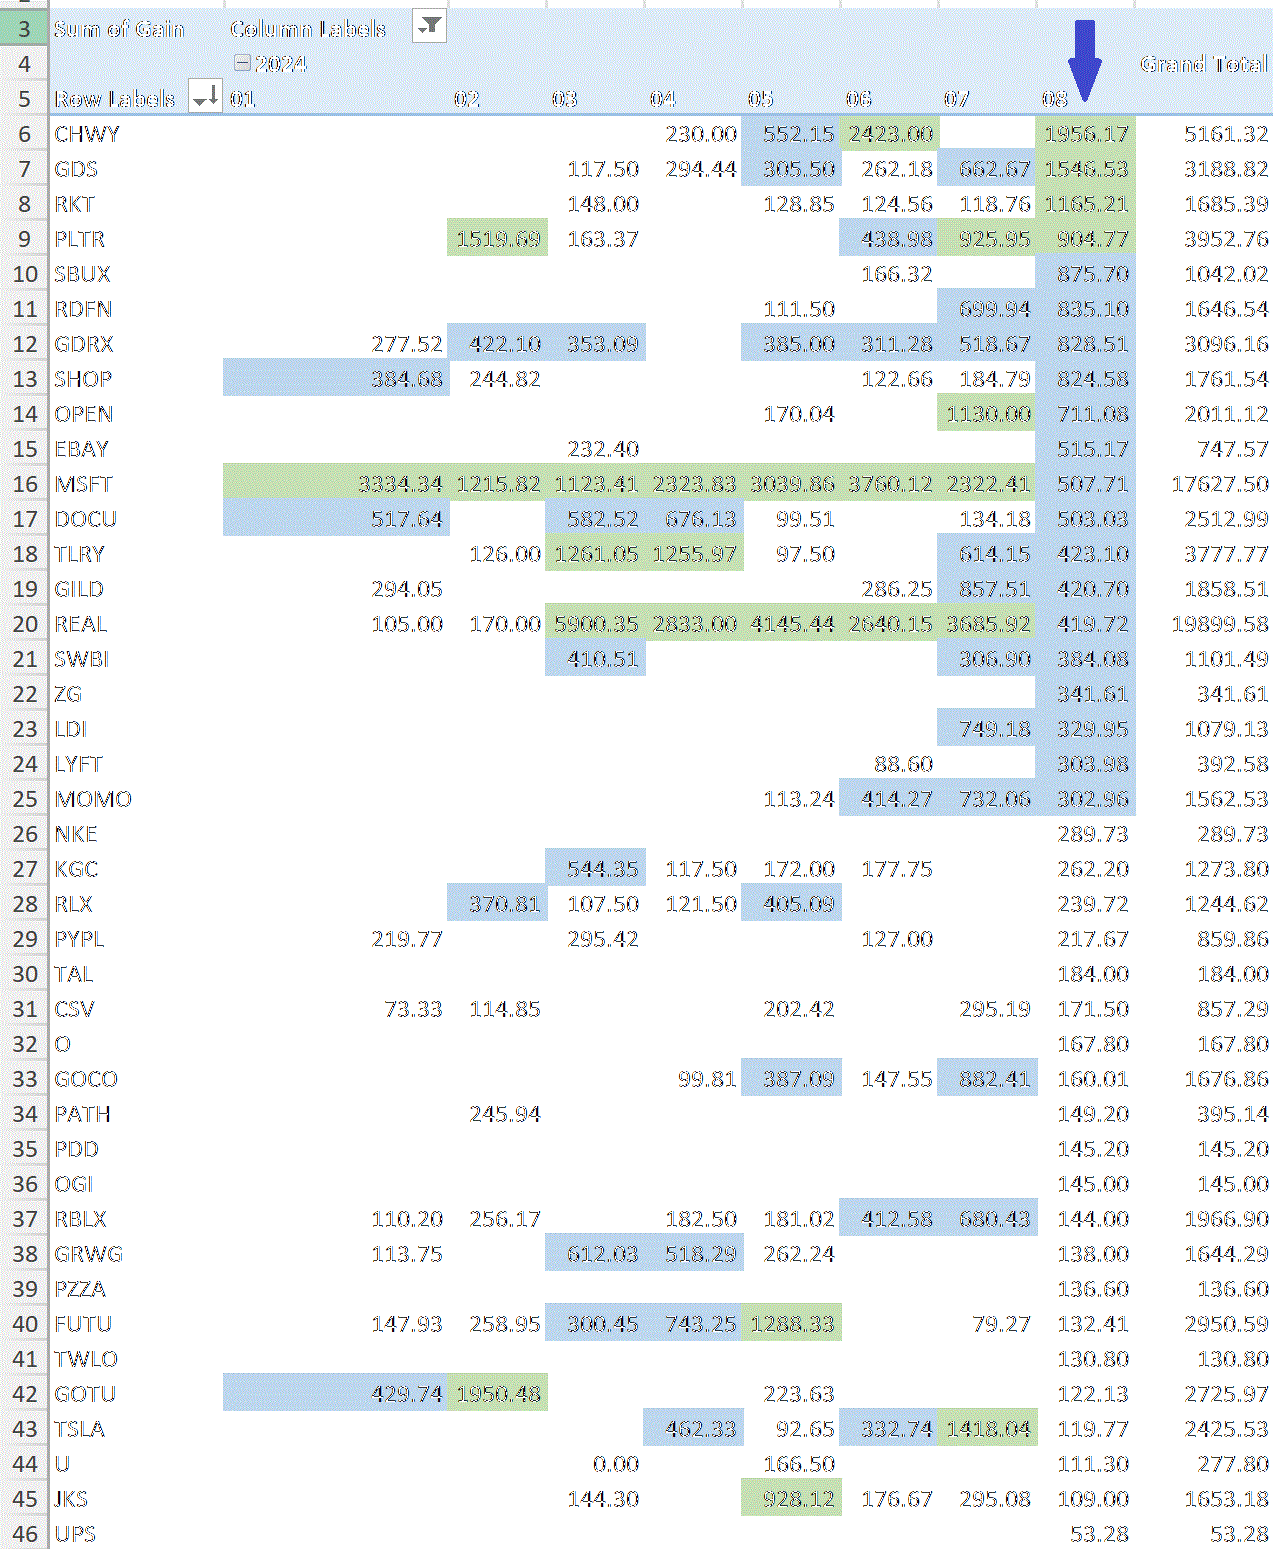 3 Sum of Gain Column Labels
4 2024 Grand Total
5 Row Labels 01 02 03 04 05 06 07 08
6 CHWY 230.00 552.15 2423.00 1956.17 5161.32
7 GDS 117.50 294.44 305.50 262.18 662.67 1546.53 3188.82
8 RKT 148.00 128.85 124.56 118.76 1165.21 1685.39
9 PLTR 1519.69 163.37 438.98 925.95 904.77 3952.76
10 SBUX 166.32 875.70 1042.02
11 RDFN 111.50 699.94 835.10 1646.54
12 GDRX 277.52 422.10 353.09 385.00 311.28 518.67 828.51 3096.16
13 SHOP 384.68 244.82 122.66 184.79 824.58 1761.54
14 OPEN 170.04 1130.00 711.08 2011.12
15 EBAY 232.40 515.17 747.57
16 MSFT 3334.34 1215.82 1123.41 2323.83 3039.86 3760.12 2322.41 507.71 17627.50
17 DOCU 517.64 582.52 676.13 99.51 134.18 503.03 2512.99
18 TLRY 126.00 1261.05 1255.97 97.50 614.15 423.10 3777.77
19 GILD 294.05 286.25 857.51 420.70 1858.51
20 REAL 105.00 170.00 5900.35 2833.00 4145.44 2640.15 3685.92 419.72 19899.58
21 SWBI 410.51 306.90 384.08 1101.49
22 ZG 341.61 341.61
23 LDI 749.18 329.95 1079.13
24 LYFT 88.60 303.98 392.58
25 MOMO 113.24 414.27 732.06 302.96 1562.53
26 NKE 289.73 289.73
27 KGC 544.35 117.50 172.00 177.75 262.20 1273.80
28 RLX 370.81 107.50 121.50 405.09 239.72 1244.62
29 PYPL 219.77 295.42 127.00 217.67 859.86
30 TAL 184.00 184.00
31 CSV 73.33 114.85 202.42 295.19 171.50 857.29
32 O 167.80 167.80
33 GOCO 99.81 387.09 147.55 882.41 160.01 1676.86
34 PATH 245.94 149.20 395.14
35 PDD 145.20 145.20
36 OGI 145.00 145.00
37 RBLX 110.20 256.17 182.50 181.02 412.58 680.43 144.00 1966.90
38 GRWG 113.75 612.03 518.29 262.24 138.00 1644.29
39 PZZA 136.60 136.60
40 FUTU 147.93 258.95 300.45 743.25 1288.33 79.27 132.41 2950.59
41 TWLO 130.80 130.80
42 GOTU 429.74 1950.48 223.63 122.13 2725.97
43 TSLA 462.33 92.65 332.74 1418.04 119.77 2425.53
44 U 0.00 166.50 111.30 277.80
45 JKS 144.30 928.12 176.67 295.08 109.00 1653.18
46 UPS 53.28 53.28